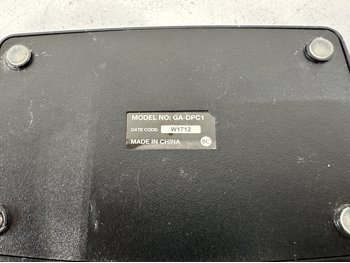 MODEL NO: GA-DPC1
DATE CODE: W1712
MADE IN CHINA